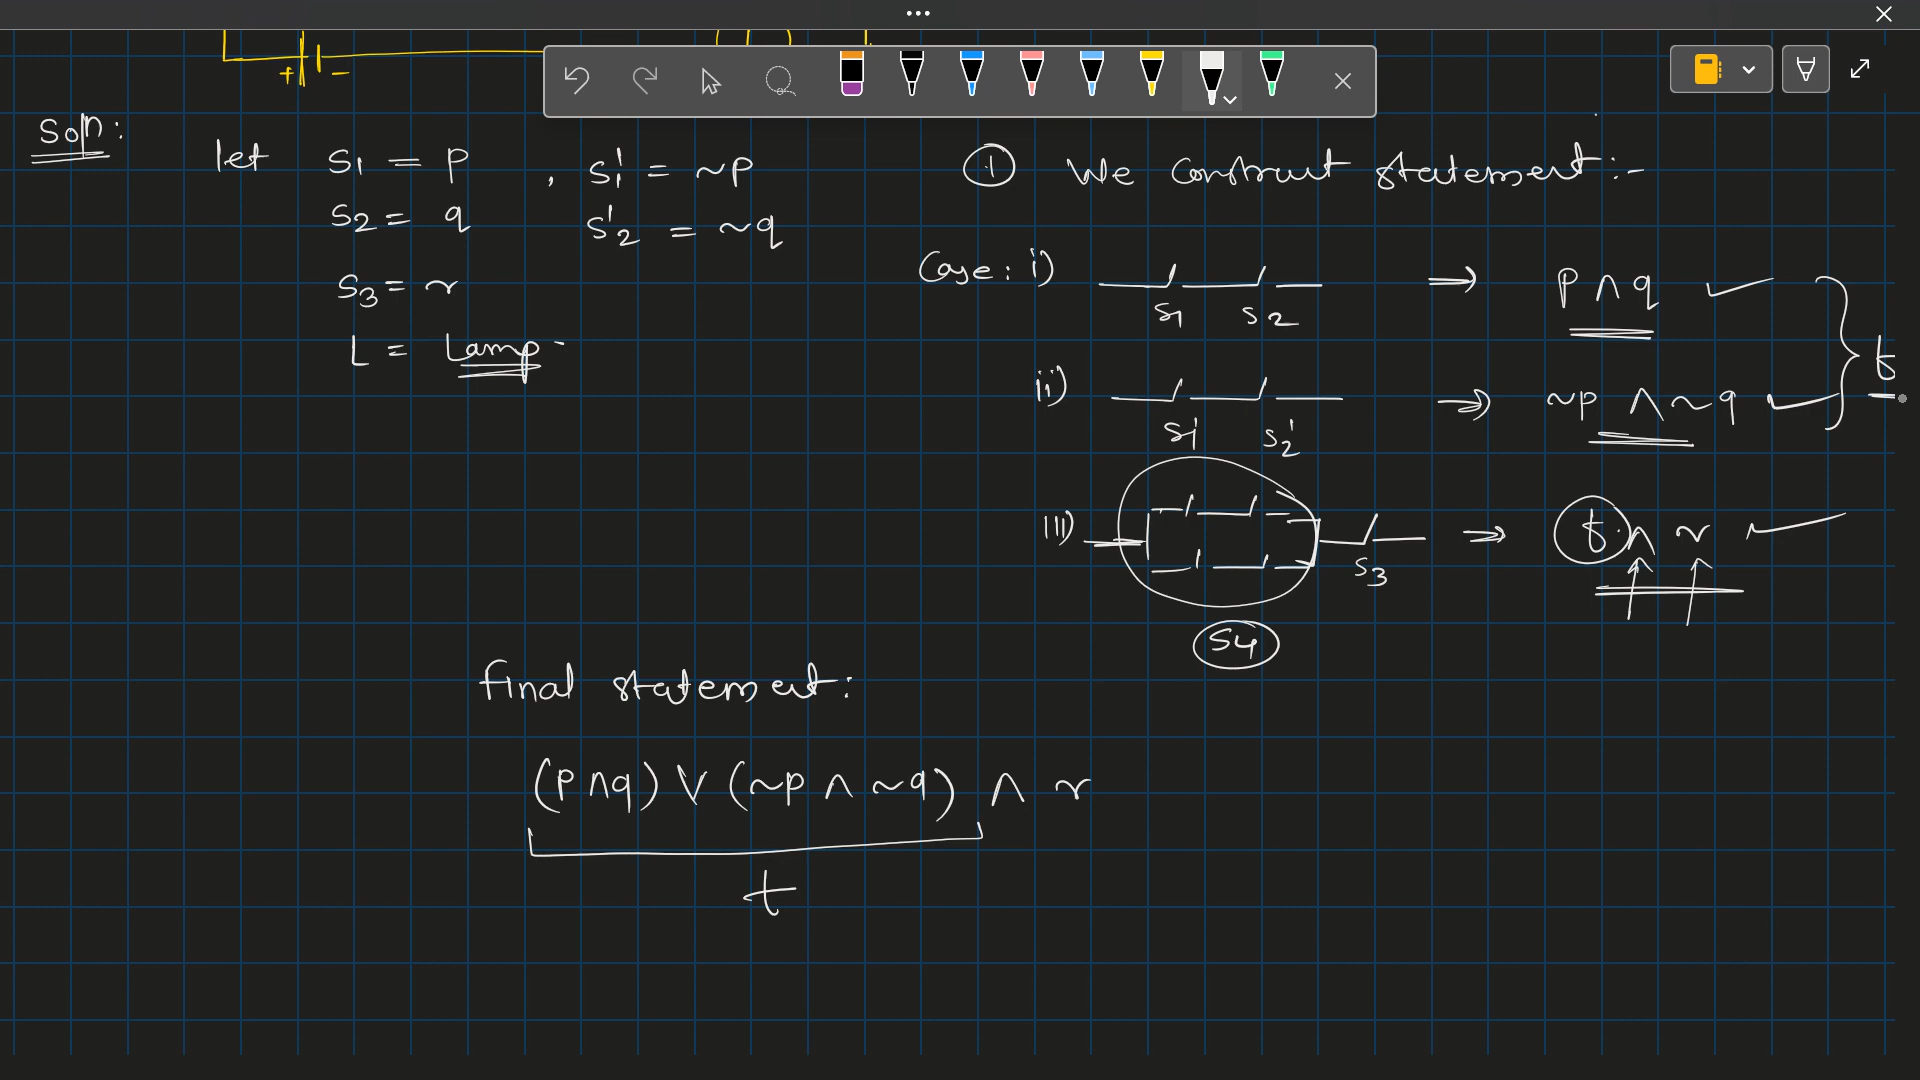 + -
Soln:
let S1 = p , S1' = ~p
S2 = q S2' = ~q
S3 = r
L = Lamp
① We construct statement:-
Case: i) S1 S2 ⇒ p ∧ q ✓
ii) S1' S2' ⇒ ~p ∧ ~q ✓
t
iii) S3 ⇒ t ∧ r ✓
S4
final statement:
(p ∧ q) ∨ (~p ∧ ~q) ∧ r
t